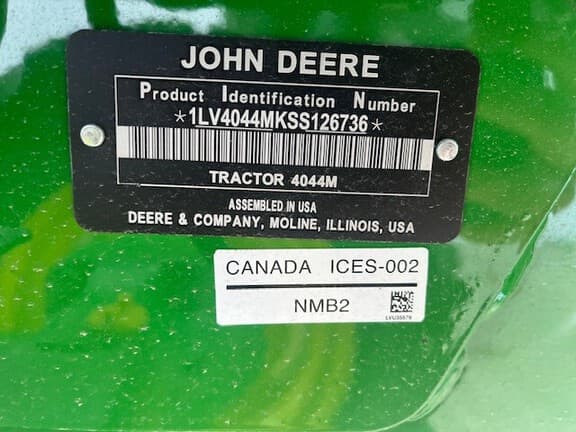 JOHN DEERE
Product Identification Number
*1LV4044MKSS126736*
TRACTOR 4044M
ASSEMBLED IN USA
DEERE & COMPANY, MOLINE, ILLINOIS, USA
CANADA ICES-002
NMB2